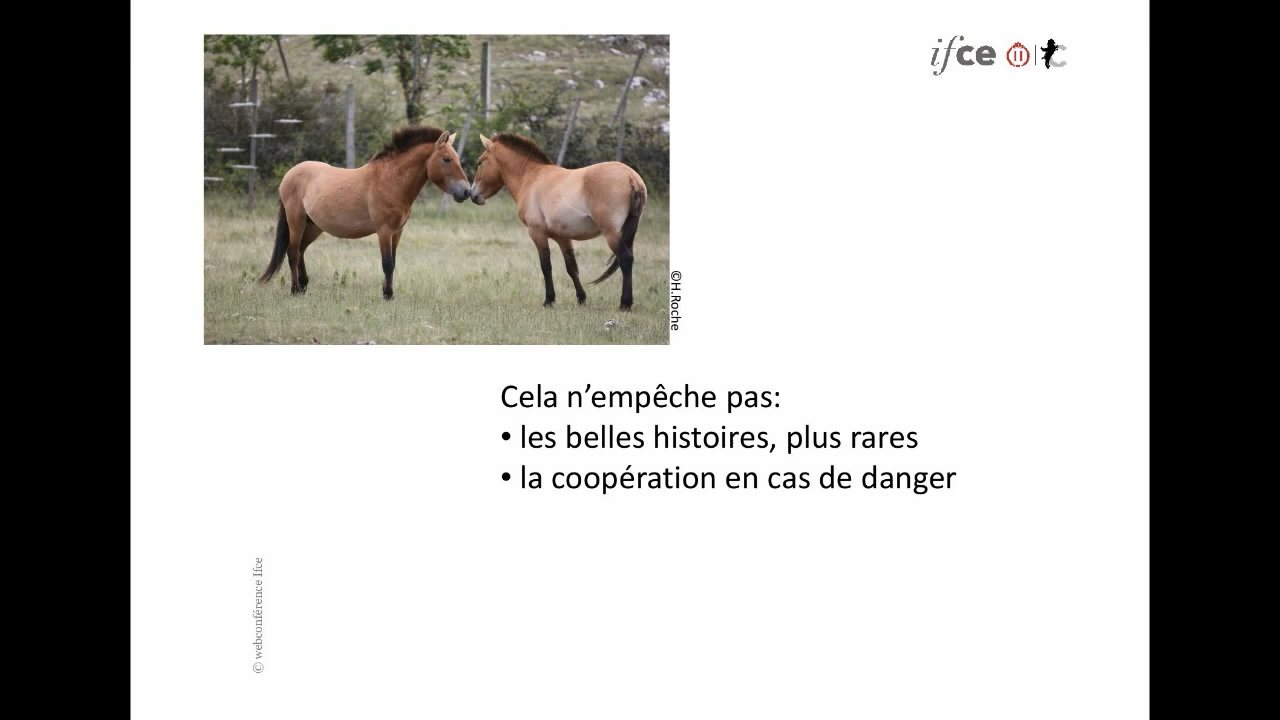 ifce
©H.Roche
Cela n’empêche pas:
• les belles histoires, plus rares
• la coopération en cas de danger
© webconférence Ifce